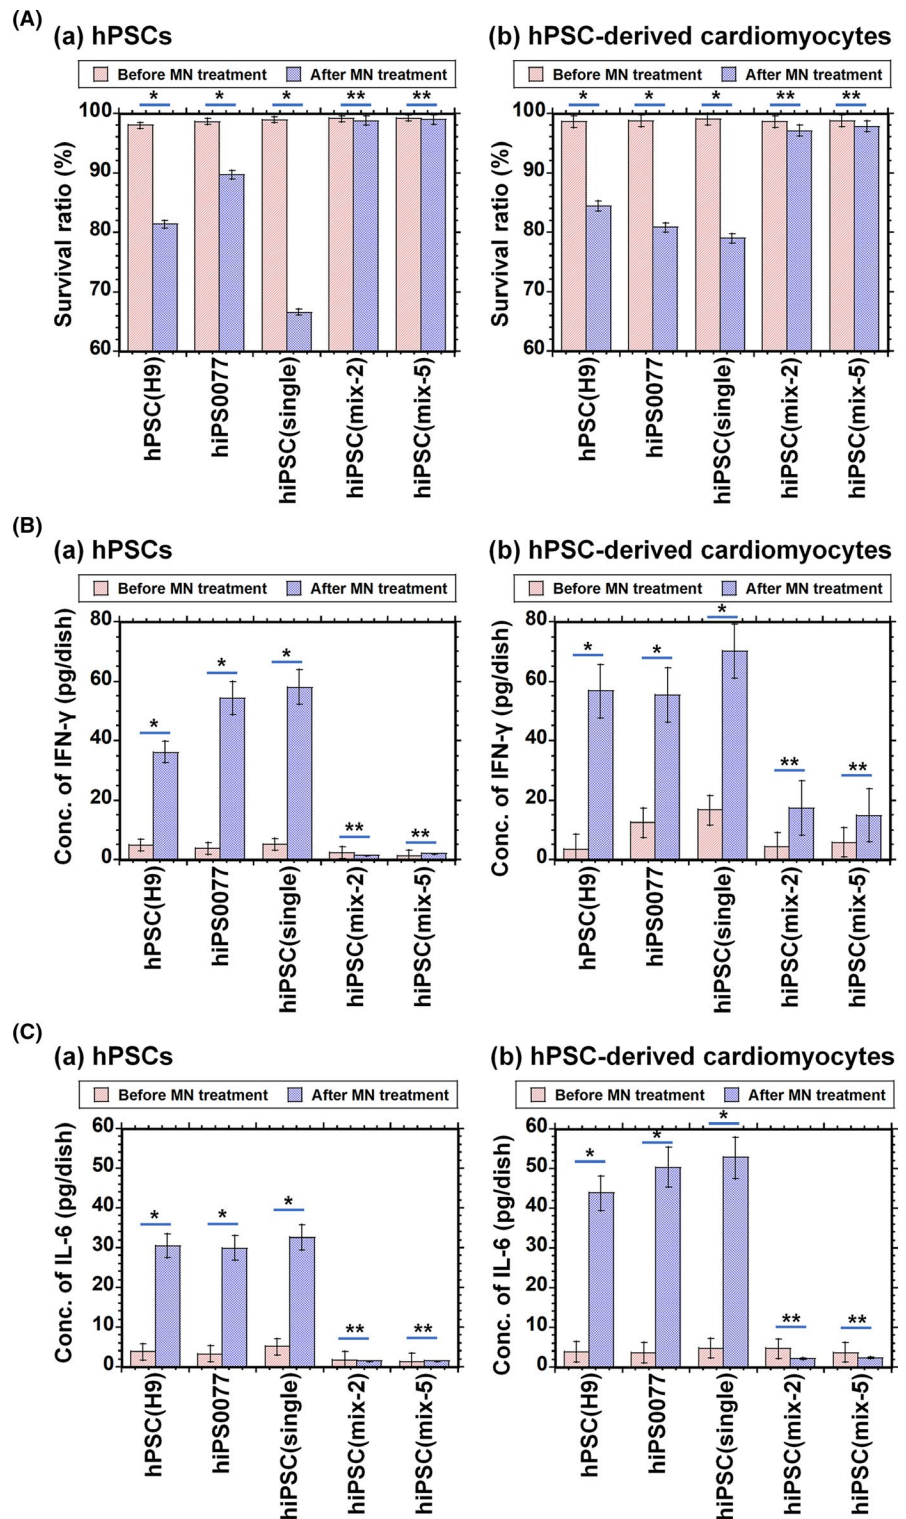 (A)
(a) hPSCs
(b) hPSC-derived cardiomyocytes
Before MN treatment After MN treatment
Before MN treatment After MN treatment
* * * ** **
* * * ** **
Survival ratio (%)
100
90
80
70
60
Survival ratio (%)
100
90
80
70
60
hPSC(H9)
hiPS0077
hiPSC(single)
hiPSC(mix-2)
hiPSC(mix-5)
hPSC(H9)
hiPS0077
hiPSC(single)
hiPSC(mix-2)
hiPSC(mix-5)
(B)
(a) hPSCs
(b) hPSC-derived cardiomyocytes
Before MN treatment After MN treatment
Before MN treatment After MN treatment
Conc. of IFN-γ (pg/dish)
80
60
40
20
0
* * * ** **
Conc. of IFN-γ (pg/dish)
80
60
40
20
0
* * * ** **
hPSC(H9)
hiPS0077
hiPSC(single)
hiPSC(mix-2)
hiPSC(mix-5)
hPSC(H9)
hiPS0077
hiPSC(single)
hiPSC(mix-2)
hiPSC(mix-5)
(C)
(a) hPSCs
(b) hPSC-derived cardiomyocytes
Before MN treatment After MN treatment
Before MN treatment After MN treatment
Conc. of IL-6 (pg/dish)
60
50
40
30
20
10
0
* * * ** **
Conc. of IL-6 (pg/dish)
60
50
40
30
20
10
0
* * * ** **
hPSC(H9)
hiPS0077
hiPSC(single)
hiPSC(mix-2)
hiPSC(mix-5)
hPSC(H9)
hiPS0077
hiPSC(single)
hiPSC(mix-2)
hiPSC(mix-5)